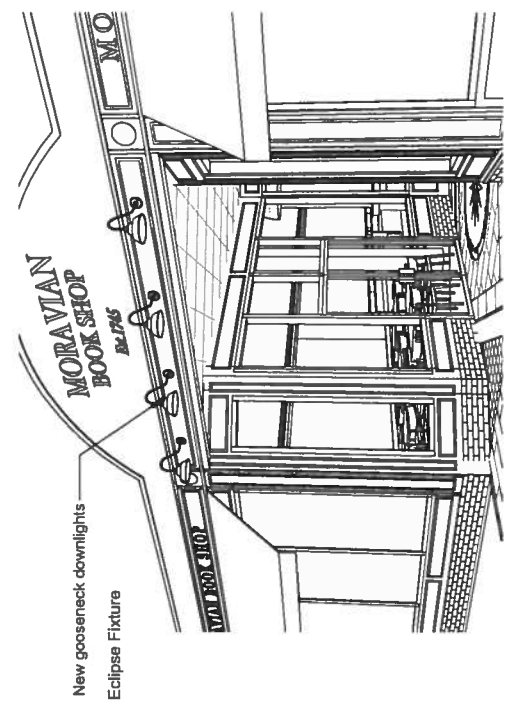 MORAVIAN
BOOK SHOP
Est. 1745
MO
BOOK SHOP
New gooseneck downlights
Eclipse Fixture